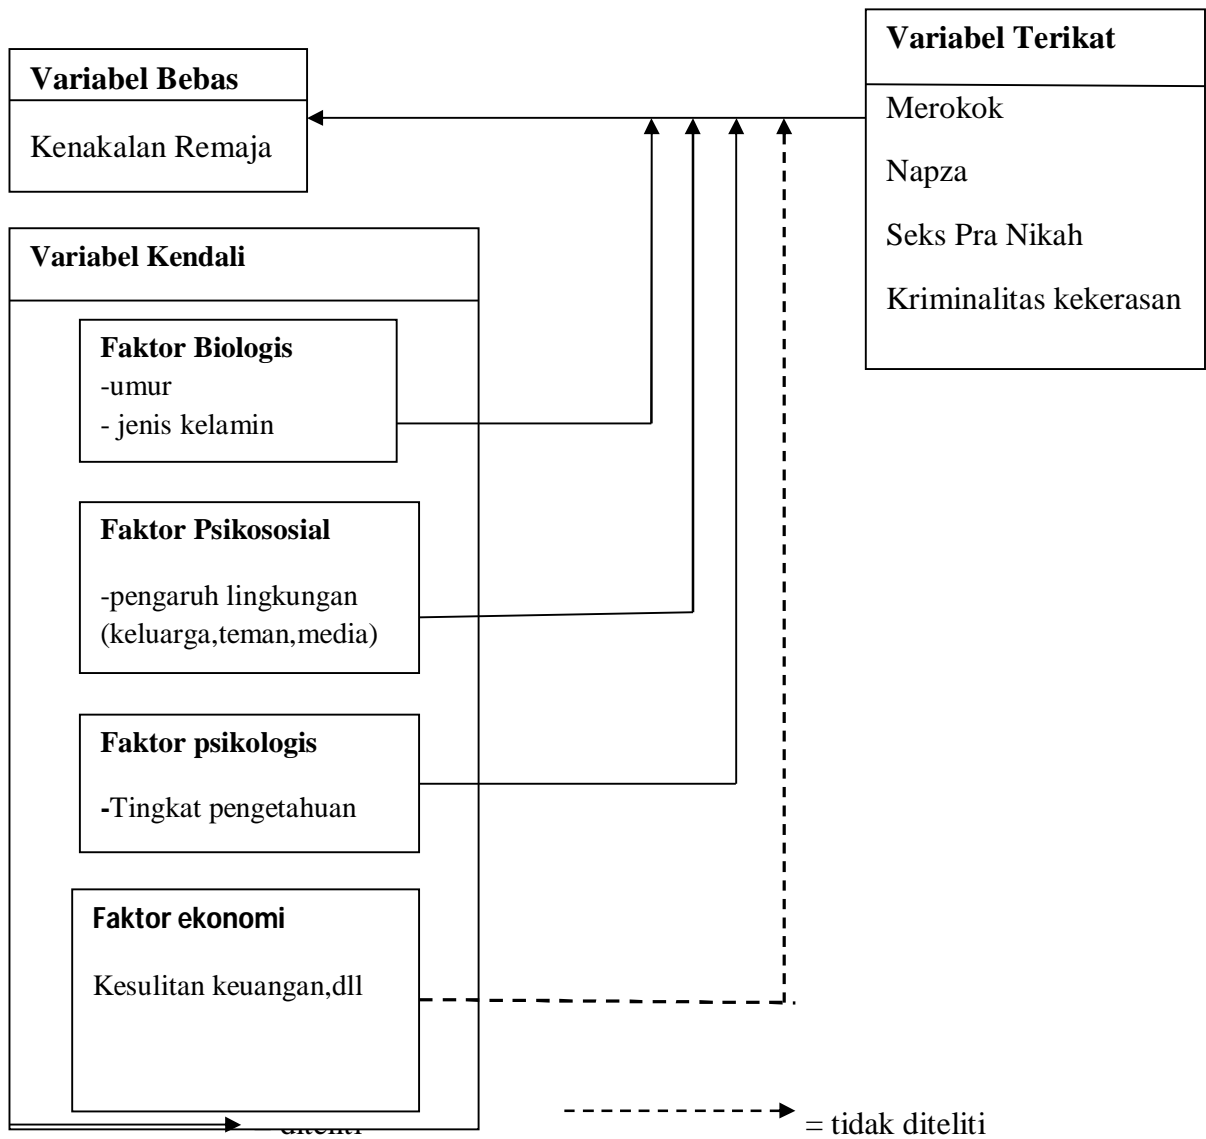 Variabel Bebas
Kenakalan Remaja
Variabel Terikat
Merokok
Napza
Seks Pra Nikah
Kriminalitas kekerasan
Variabel Kendali
Faktor Biologis
-umur
- jenis kelamin
Faktor Psikososial
-pengaruh lingkungan
(keluarga,teman,media)
Faktor psikologis
-Tingkat pengetahuan
Faktor ekonomi
Kesulitan keuangan,dll
= diteliti
= tidak diteliti